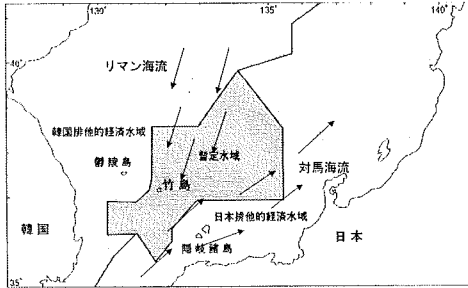 130°
135°
140°
40°
リマン海流
韓国排他的経済水域
鬱陵島
暫定水域
竹島
対馬海流
日本排他的経済水域
韓国
隠岐諸島
日本
35°